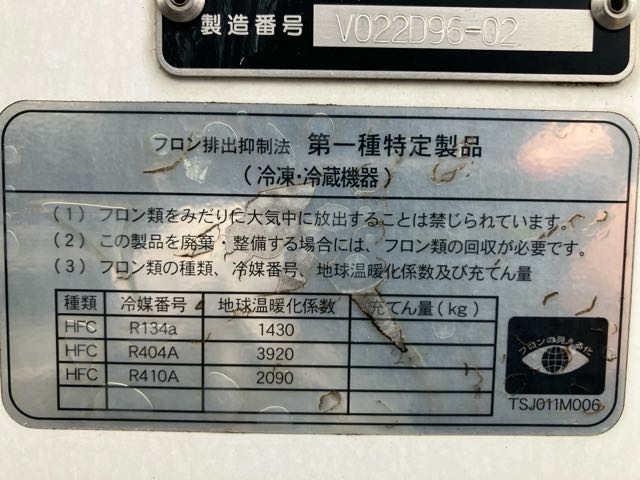 製造番号 V022D96-02
フロン排出抑制法 第一種特定製品
(冷凍・冷蔵機器)
(1) フロン類をみだりに大気中に放出することは禁じられています。
(2) この製品を廃棄・整備する場合には、フロン類の回収が必要です。
(3) フロン類の種類、冷媒番号、地球温暖化係数及び充てん量
種類 冷媒番号 地球温暖化係数 充てん量(kg)
HFC R134a 1430
HFC R404A 3920
HFC R410A 2090
フロンの見える化
TSJ011M006